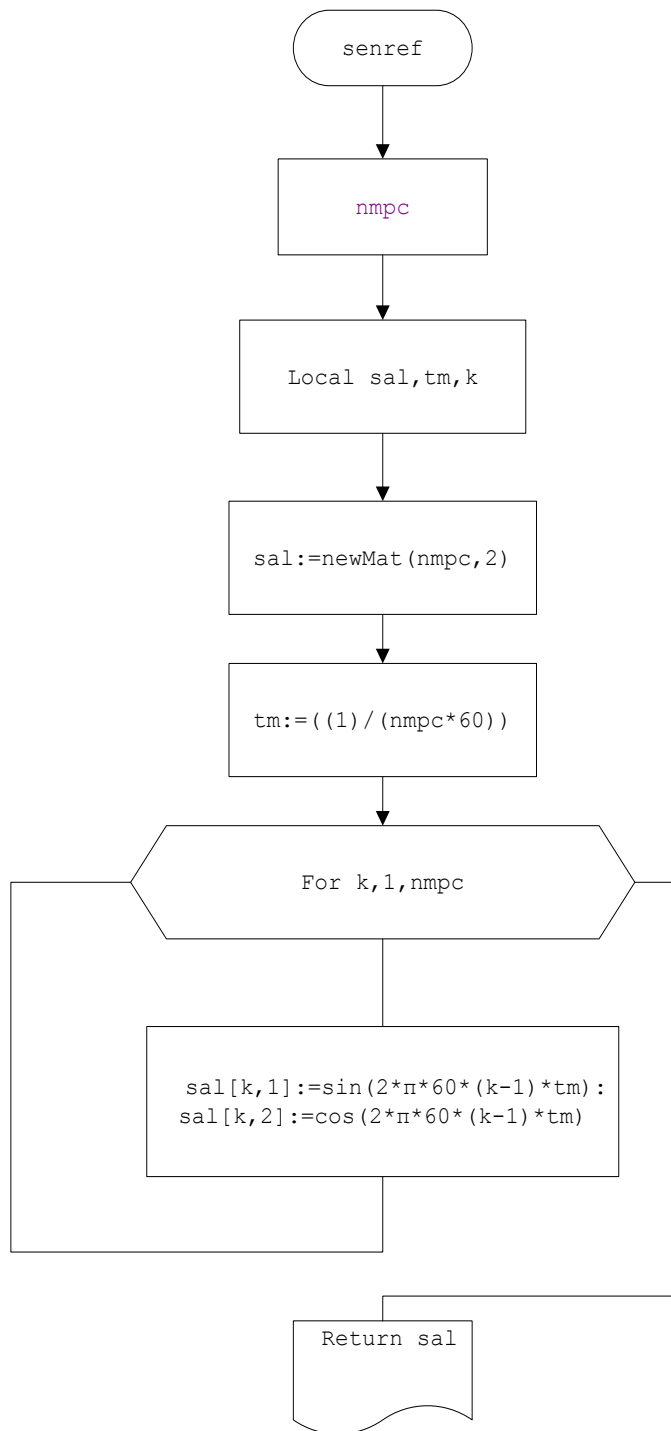 senref
nmpc
Local sal,tm,k
sal:=newMat(nmpc,2)
tm:=((1)/(nmpc*60))
For k,1,nmpc
sal[k,1]:=sin(2*π*60*(k-1)*tm):
sal[k,2]:=cos(2*π*60*(k-1)*tm)
Return sal